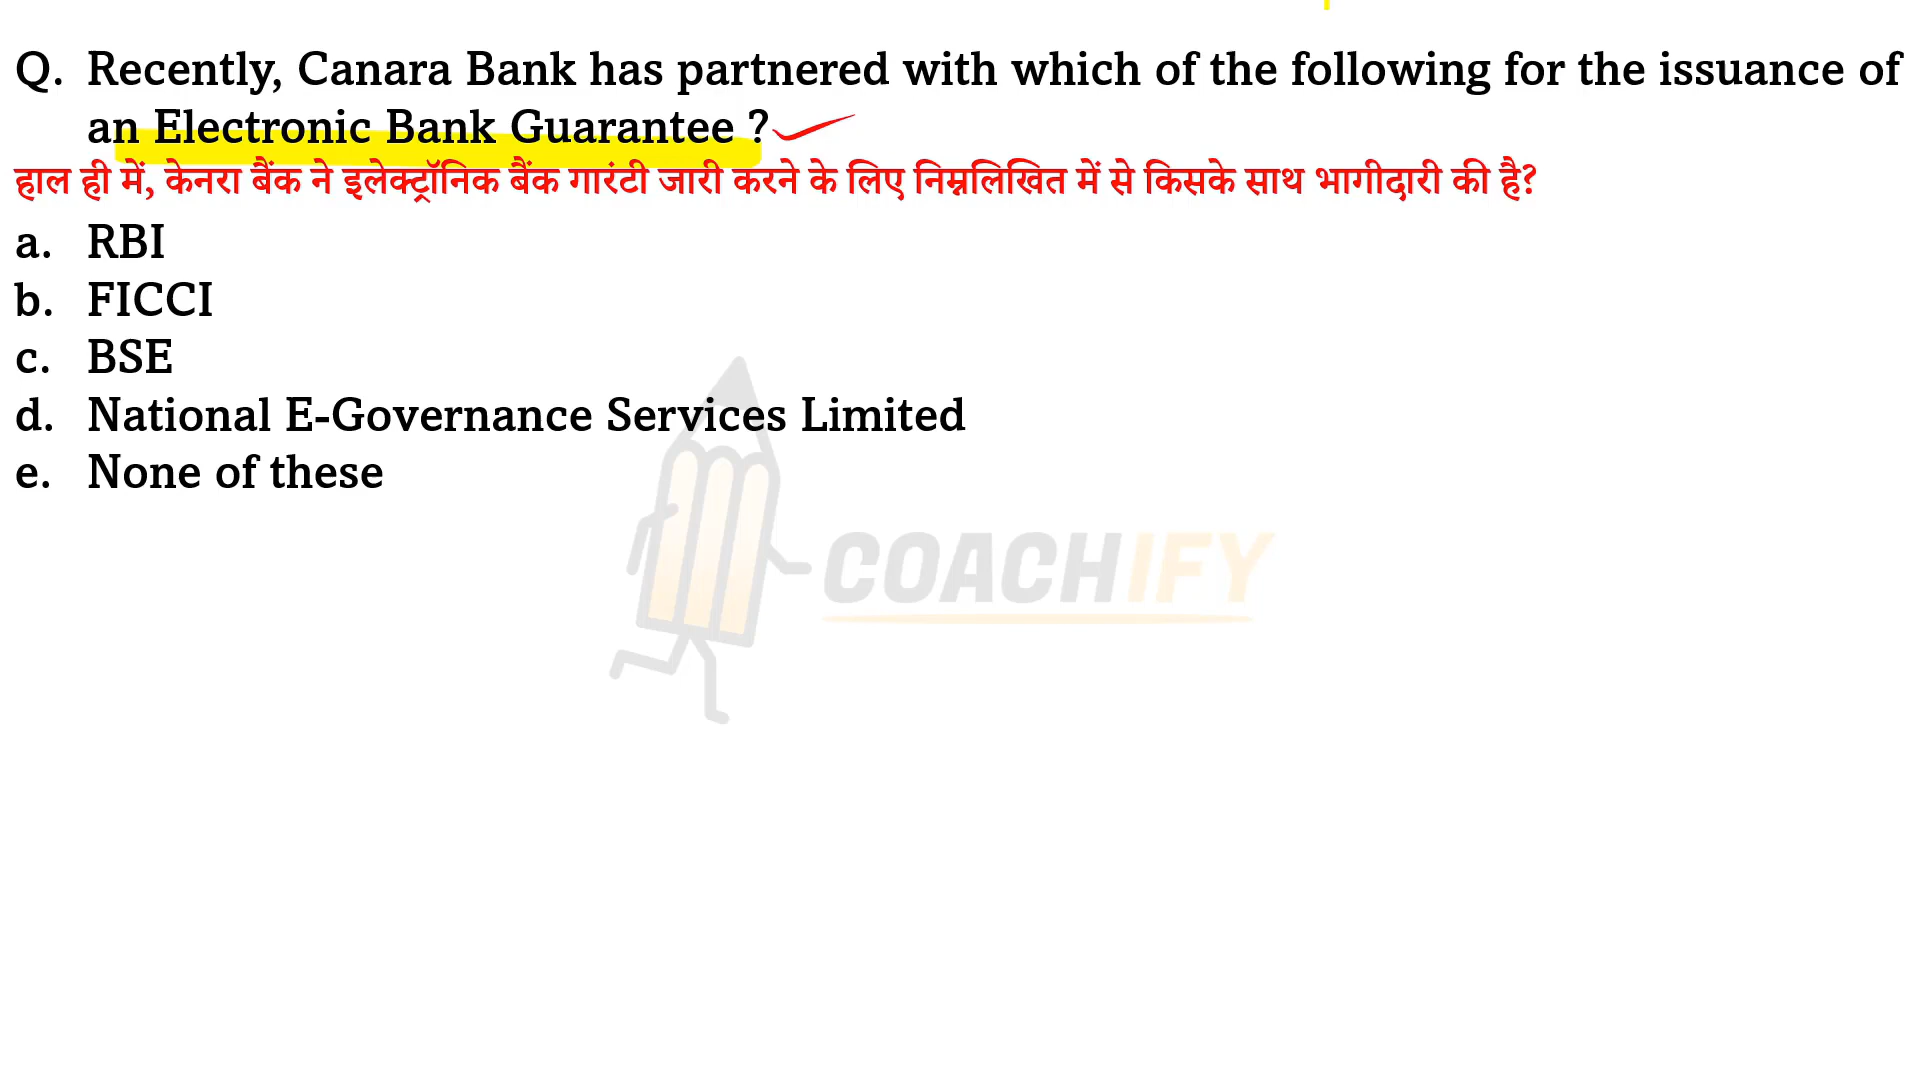 Q. Recently, Canara Bank has partnered with which of the following for the issuance of
an Electronic Bank Guarantee ?
हाल ही में, केनरा बैंक ने इलेक्ट्रॉनिक बैंक गारंटी जारी करने के लिए निम्नलिखित में से किसके साथ भागीदारी की है?
a. RBI
b. FICCI
c. BSE
d. National E-Governance Services Limited
e. None of these
COACHIFY